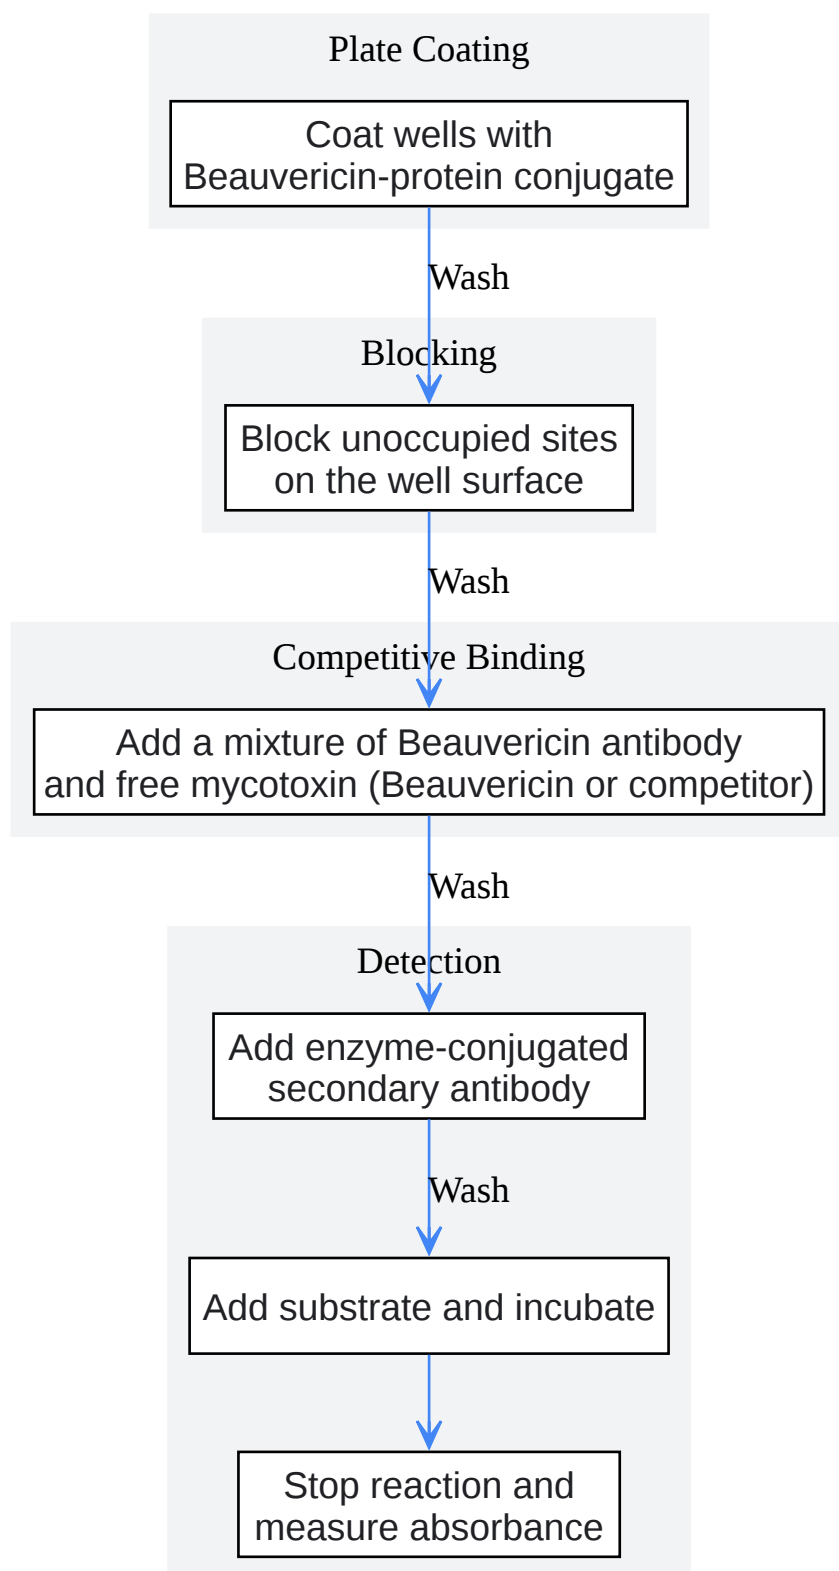 Plate Coating
Coat wells with
Beauvericin-protein conjugate
Wash
Blocking
Block unoccupied sites
on the well surface
Wash
Competitive Binding
Add a mixture of Beauvericin antibody
and free mycotoxin (Beauvericin or competitor)
Wash
Detection
Add enzyme-conjugated
secondary antibody
Wash
Add substrate and incubate
Stop reaction and
measure absorbance